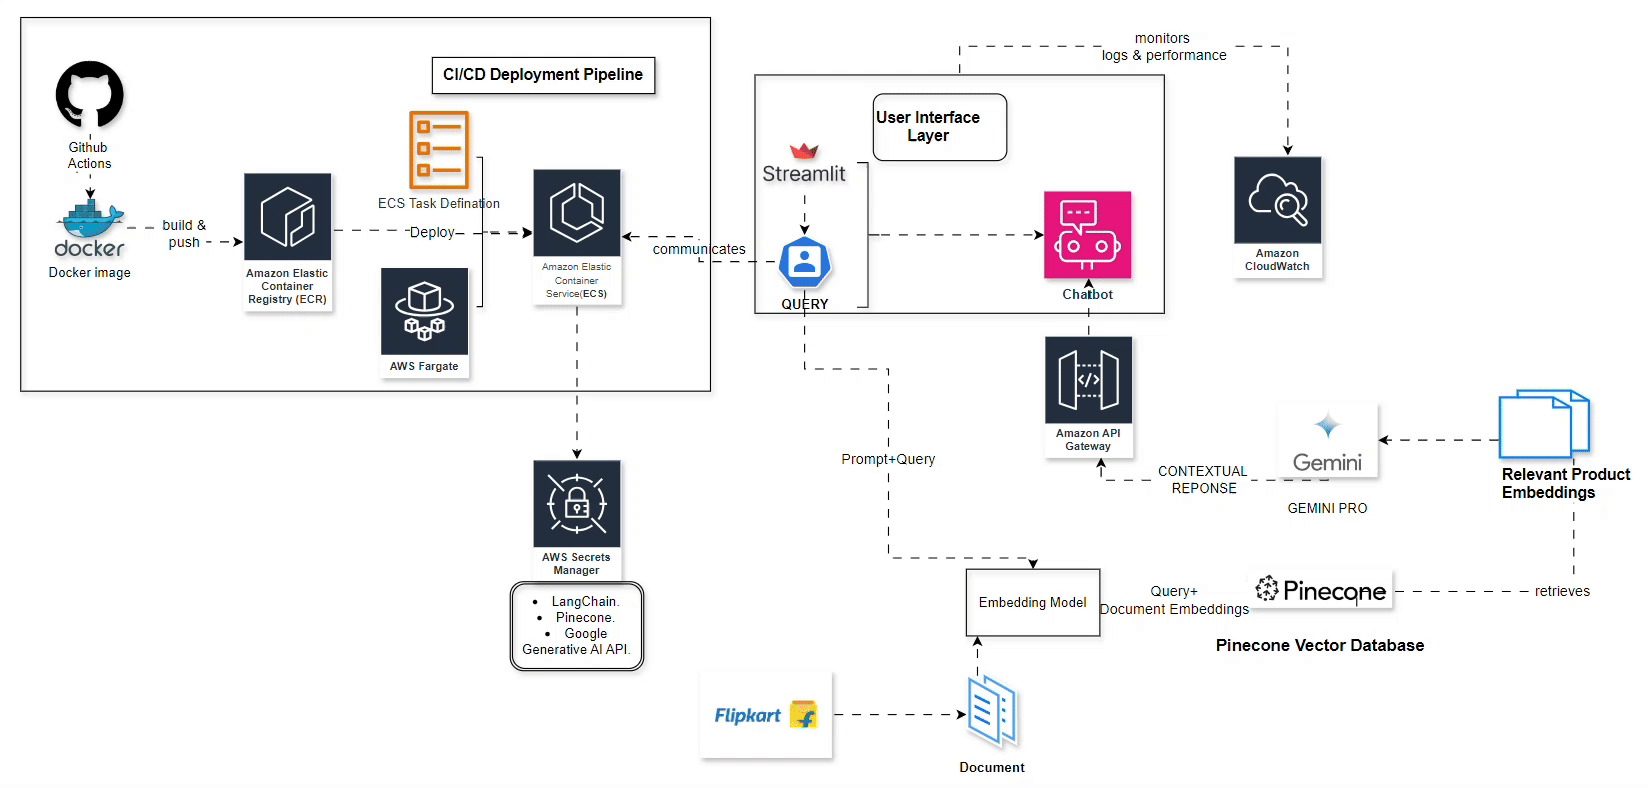 CI/CD Deployment Pipeline
Github
Actions
docker
Docker image
build &
push
Amazon Elastic
Container
Registry (ECR)
ECS Task Defination
Deploy
AWS Fargate
Amazon Elastic
Container
Service(ECS)
communicates
monitors
logs & performance
User Interface
Layer
Streamlit
QUERY
Chatbot
Amazon
CloudWatch
Amazon API
Gateway
Prompt+Query
CONTEXTUAL
REPONSE
Gemini
GEMINI PRO
Relevant Product
Embeddings
AWS Secrets
Manager
• LangChain.
• Pinecone.
• Google
Generative AI API.
Embedding Model
Query+
Document Embeddings
Pinecone
retrieves
Pinecone Vector Database
Flipkart
Document